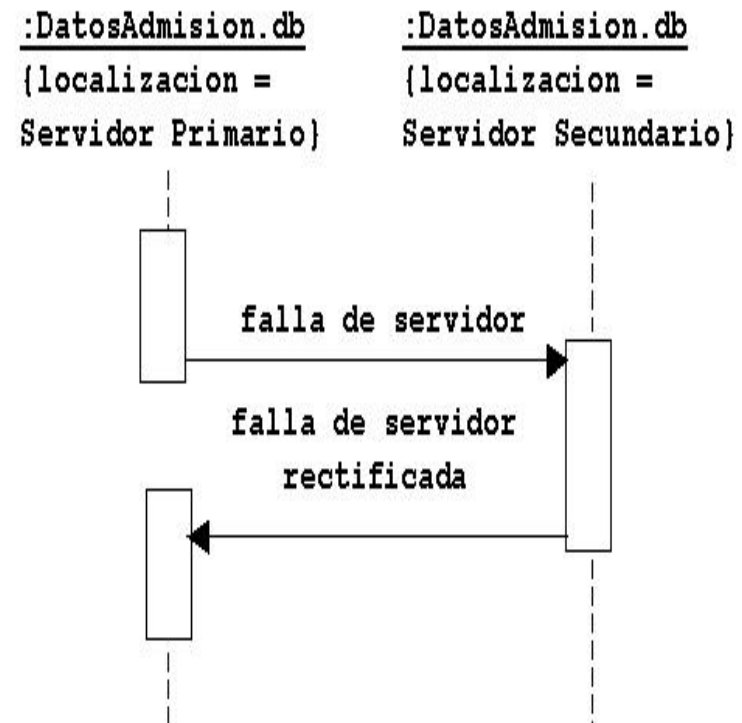 :DatosAdmision.db
{localizacion =
Servidor Primario}
:DatosAdmision.db
{localizacion =
Servidor Secundario}
falla de servidor
falla de servidor
rectificada